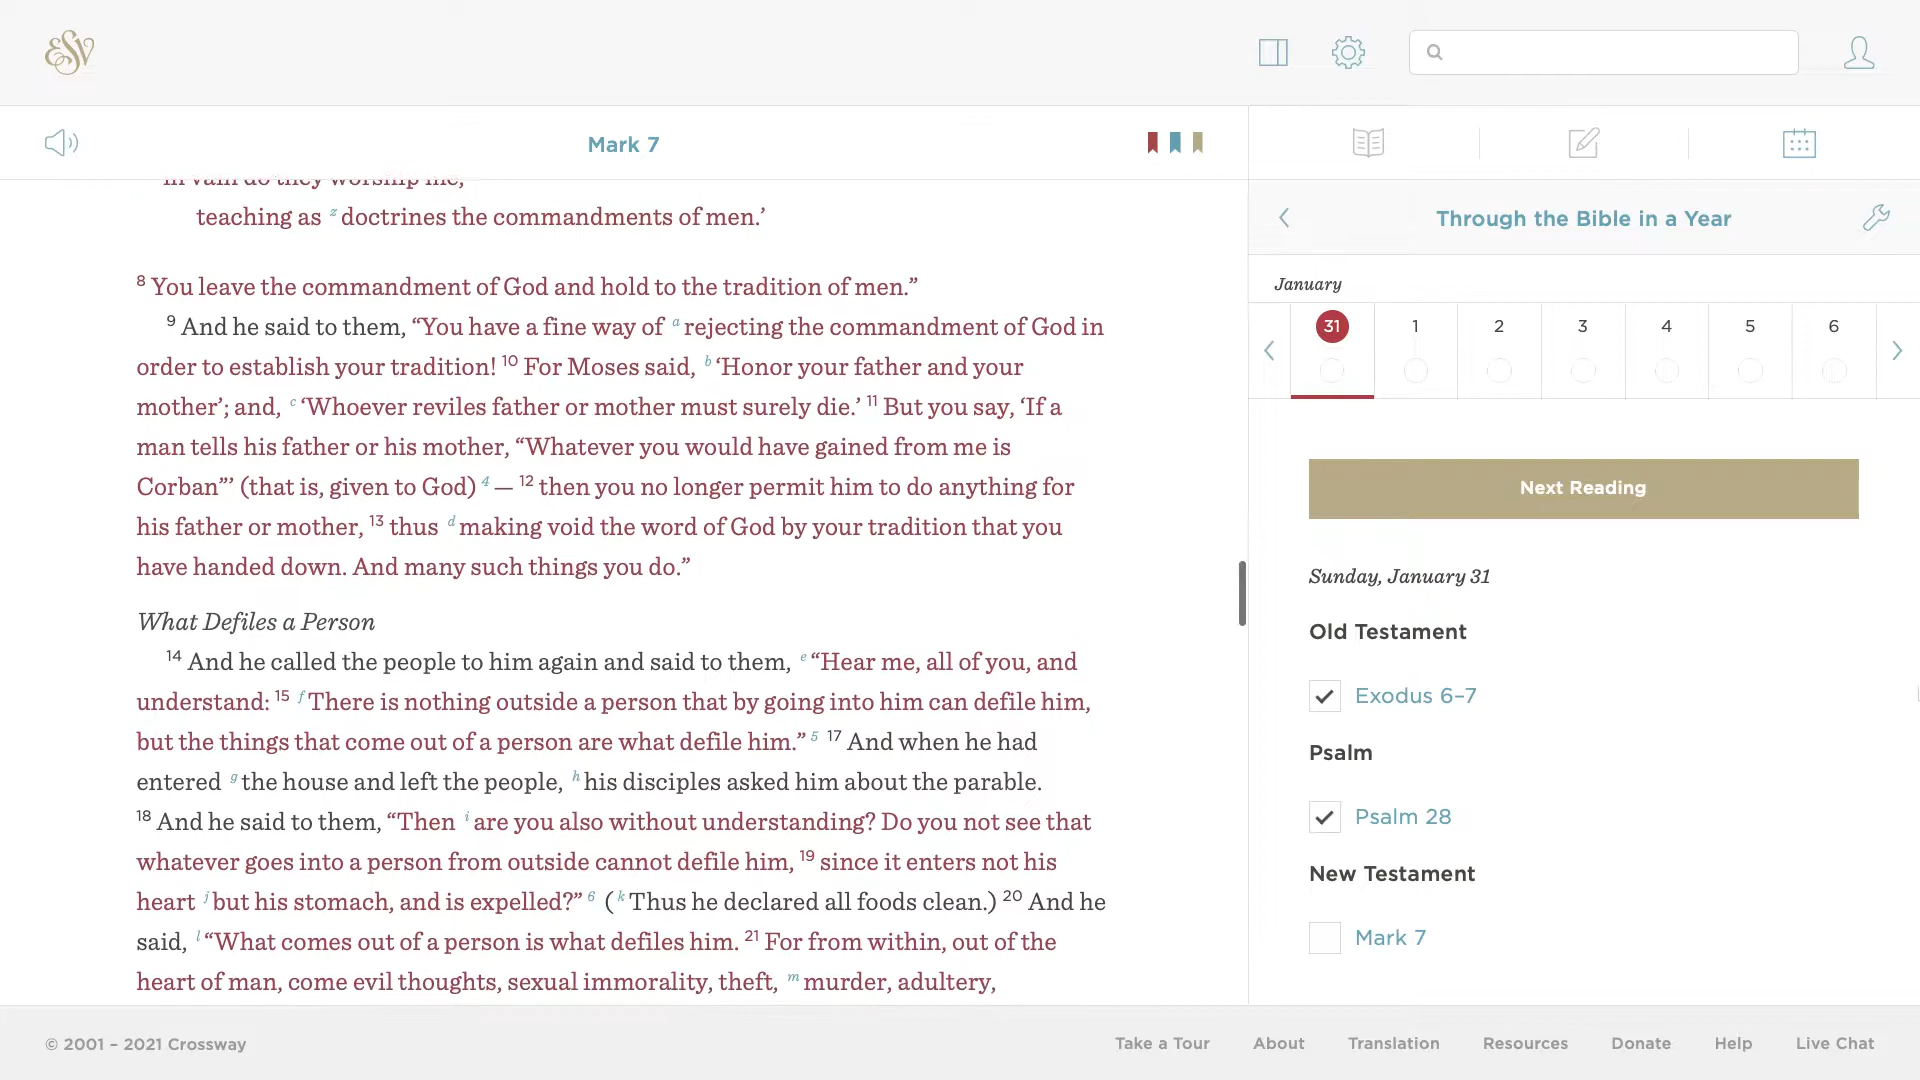 ESV
Mark 7
in vain do they worship me,
teaching as z doctrines the commandments of men.’
8 You leave the commandment of God and hold to the tradition of men.”
9 And he said to them, “You have a fine way of a rejecting the commandment of God in
order to establish your tradition! 10 For Moses said, b ‘Honor your father and your
mother’; and, c ‘Whoever reviles father or mother must surely die.’ 11 But you say, ‘If a
man tells his father or his mother, “Whatever you would have gained from me is
Corban”’ (that is, given to God) 4 — 12 then you no longer permit him to do anything for
his father or mother, 13 thus d making void the word of God by your tradition that you
have handed down. And many such things you do.”
What Defiles a Person
14 And he called the people to him again and said to them, e “Hear me, all of you, and
understand: 15 f There is nothing outside a person that by going into him can defile him,
but the things that come out of a person are what defile him.” 5 17 And when he had
entered g the house and left the people, h his disciples asked him about the parable.
18 And he said to them, “Then i are you also without understanding? Do you not see that
whatever goes into a person from outside cannot defile him, 19 since it enters not his
heart j but his stomach, and is expelled?” 6 ( k Thus he declared all foods clean.) 20 And he
said, l “What comes out of a person is what defiles him. 21 For from within, out of the
heart of man, come evil thoughts, sexual immorality, theft, m murder, adultery,
Through the Bible in a Year
January
31 1 2 3 4 5 6
Next Reading
Sunday, January 31
Old Testament
Exodus 6–7
Psalm
Psalm 28
New Testament
Mark 7
© 2001 – 2021 Crossway
Take a Tour About Translation Resources Donate Help Live Chat